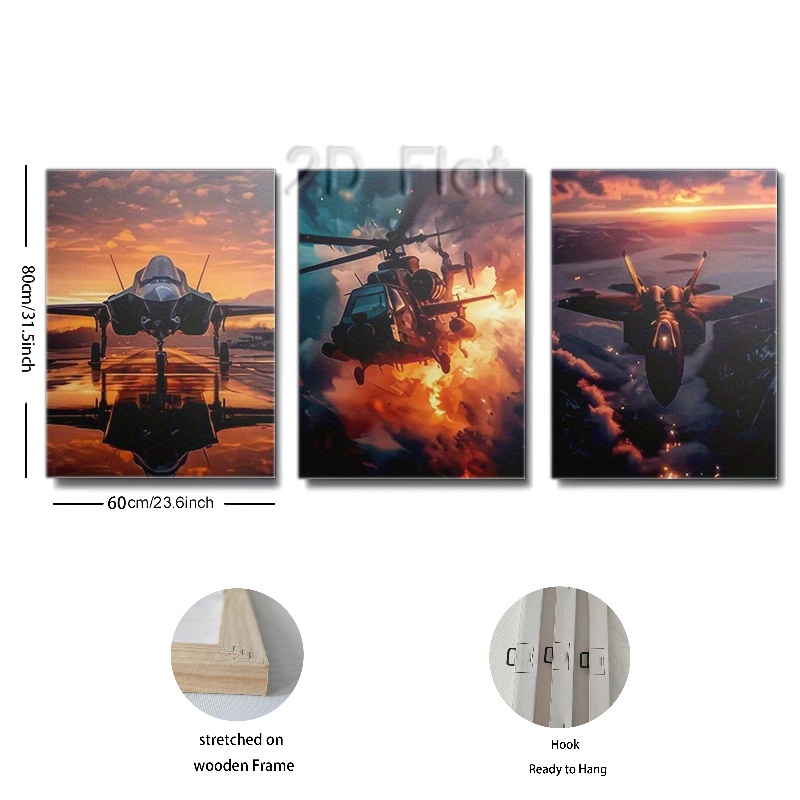 2D Flat
80cm/31.5inch
60cm/23.6inch
stretched on
wooden Frame
Hook
Ready to Hang